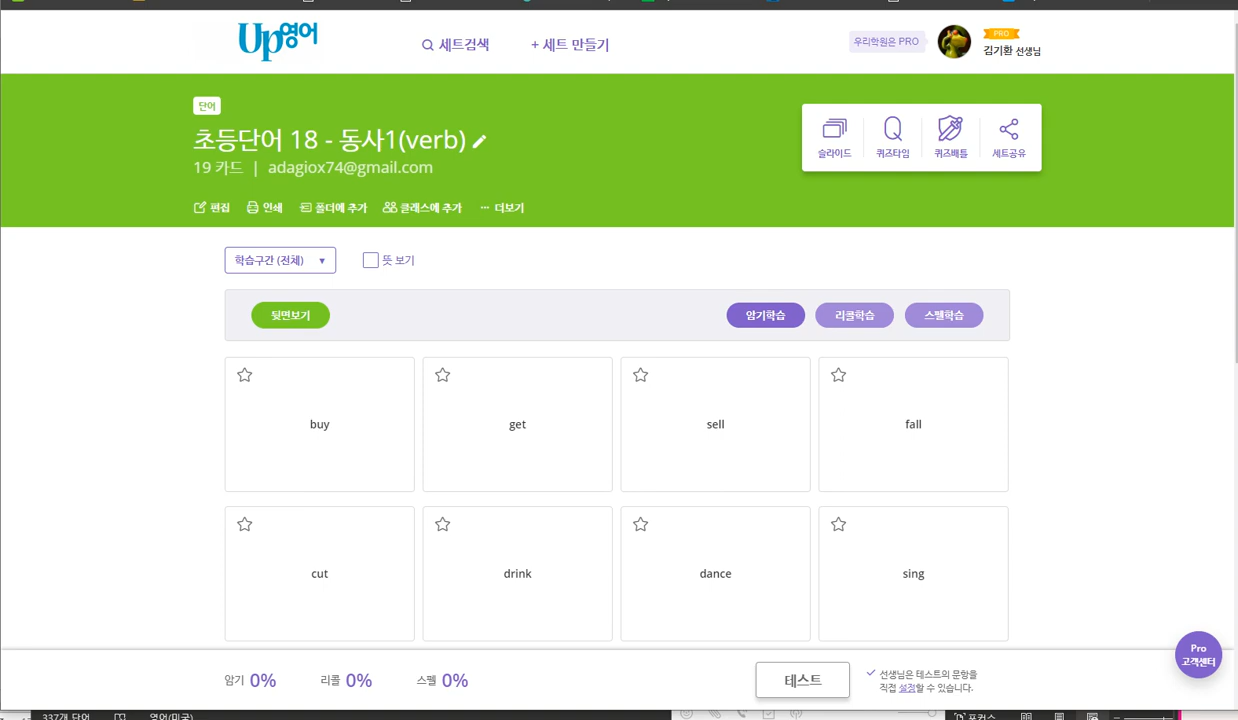 Up영어
세트검색
+ 세트 만들기
우리학원은 PRO
PRO
김기환 선생님
단어
초등단어 18 - 동사1(verb)
19 카드 | adagiox74@gmail.com
편집 인쇄 폴더에 추가 클래스에 추가 ··· 더보기
슬라이드 퀴즈타임 퀴즈배틀 세트공유
학습구간 (전체) ▼ 뜻 보기
뒷면보기 암기학습 리콜학습 스펠학습
buy get sell fall
cut drink dance sing
암기 0% 리콜 0% 스펠 0%
테스트
선생님은 테스트의 문항을
직접 설정할 수 있습니다.
Pro
고객센터
337개 단어 영어(미국) 포커스